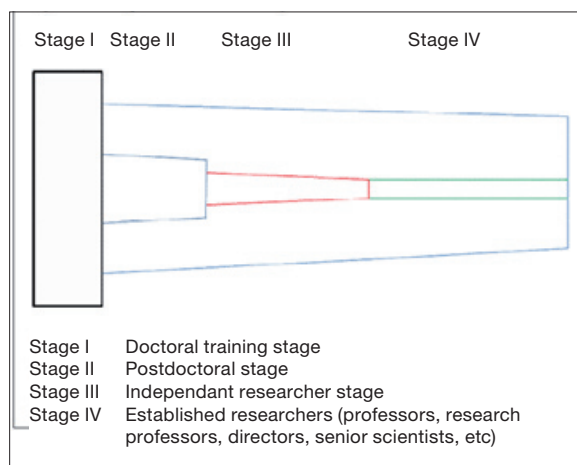 Stage I Stage II Stage III Stage IV
Stage I Doctoral training stage
Stage II Postdoctoral stage
Stage III Independant researcher stage
Stage IV Established researchers (professors, research
professors, directors, senior scientists, etc)